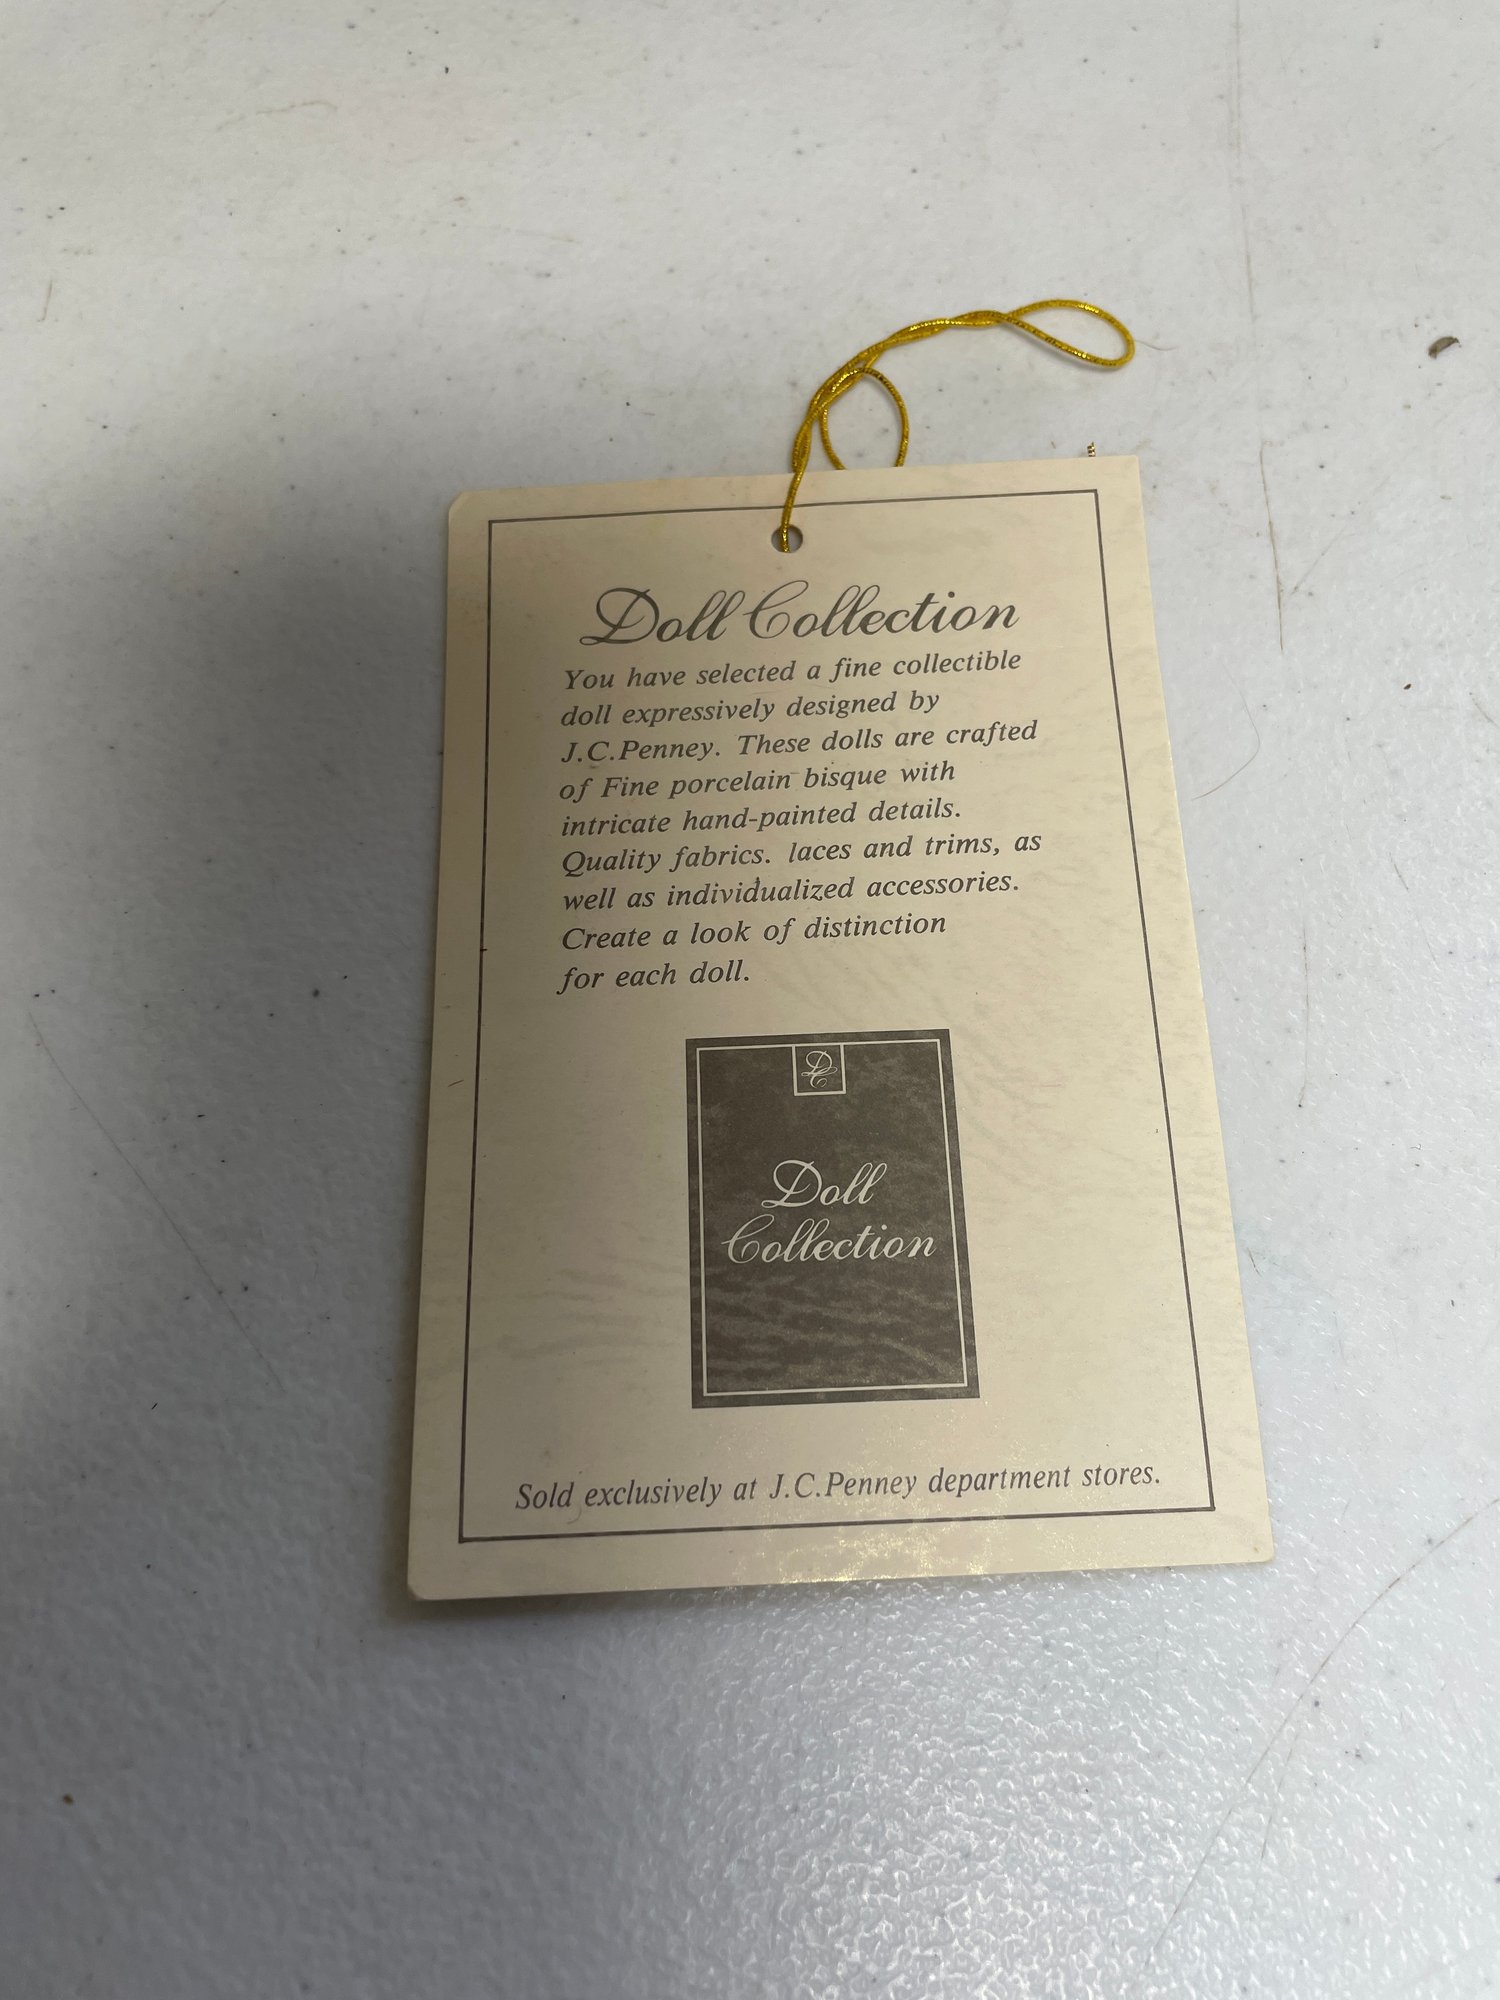 Doll Collection
You have selected a fine collectible
doll expressively designed by
J.C.Penney. These dolls are crafted
of Fine porcelain bisque with
intricate hand-painted details.
Quality fabrics. laces and trims, as
well as individualized accessories.
Create a look of distinction
for each doll.
DC
Doll
Collection
Sold exclusively at J.C.Penney department stores.